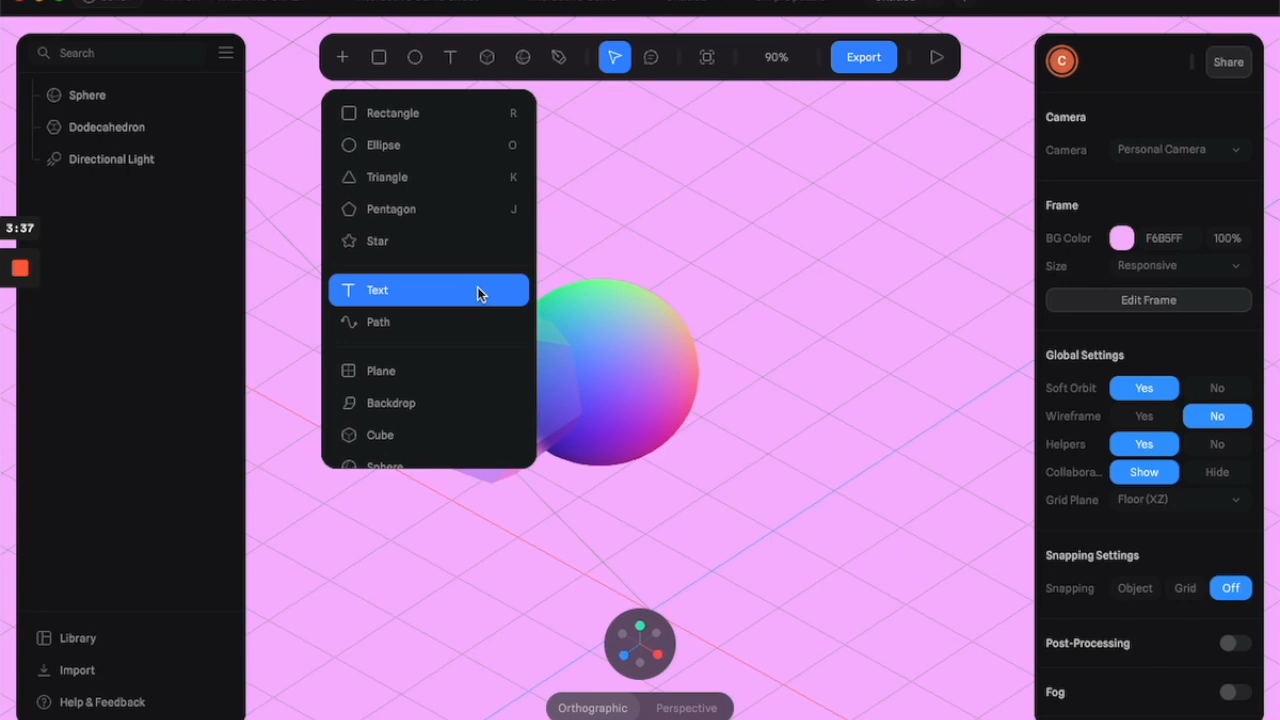 Search
Sphere
Dodecahedron
Directional Light
3:37
Library
Import
Help & Feedback
T
90%
Export
Rectangle R
Ellipse O
Triangle K
Pentagon J
Star
Text
Path
Plane
Backdrop
Cube
Sphere
Orthographic Perspective
C
Share
Camera
Camera Personal Camera
Frame
BG Color F6B5FF 100%
Size Responsive
Edit Frame
Global Settings
Soft Orbit Yes No
Wireframe Yes No
Helpers Yes No
Collabora... Show Hide
Grid Plane Floor (XZ)
Snapping Settings
Snapping Object Grid Off
Post-Processing
Fog